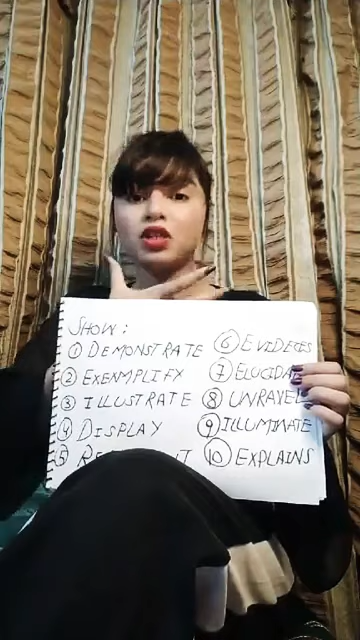 SHOW:
① DEMONSTRATE
② EXEMPLIFY
③ ILLUSTRATE
④ DISPLAY
⑤
⑥ EVIDECES
⑦ ELUCIDA
⑧ UNRAVEL
⑨ ILLUMINATE
⑩ EXPLAINS